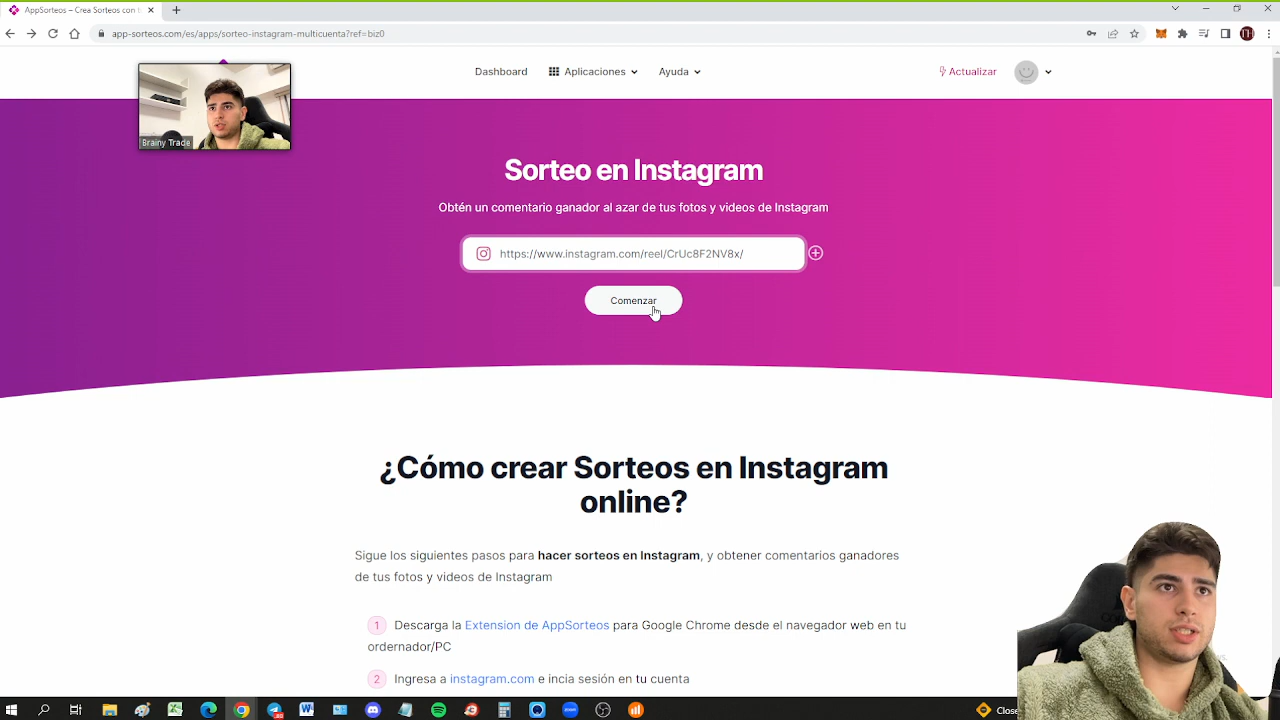 AppSorteos – Crea Sorteos con
app-sorteos.com/es/apps/sorteo-instagram-multicuenta?ref=biz0
Dashboard
Aplicaciones
Ayuda
Actualizar
Brainy Trade
Sorteo en Instagram
Obtén un comentario ganador al azar de tus fotos y videos de Instagram
https://www.instagram.com/reel/CrUc8F2NV8x/
Comenzar
¿Cómo crear Sorteos en Instagram
online?
Sigue los siguientes pasos para hacer sorteos en Instagram, y obtener comentarios ganadores
de tus fotos y videos de Instagram
1 Descarga la Extension de AppSorteos para Google Chrome desde el navegador web en tu
ordernador/PC
2 Ingresa a instagram.com e incia sesión en tu cuenta
Close